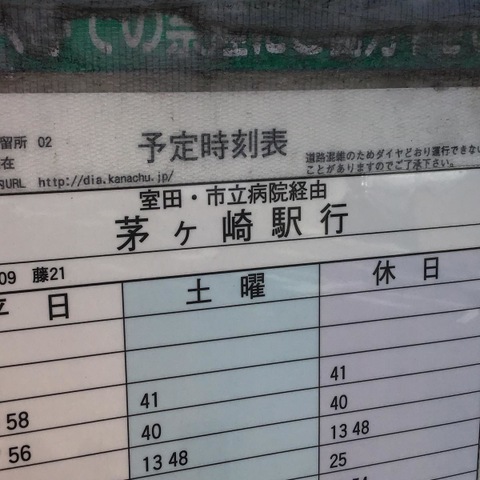 留所 02
予定時刻表
在
道路混雑のためダイヤどおり運行できない
ことがありますのでご了承下さい。
SURL http://dia.kanachu.jp/
室田・市立病院経由
茅ヶ崎駅行
09 藤21
平日 土曜 休日
41
41 40
58 40 13 48
56 13 48 25